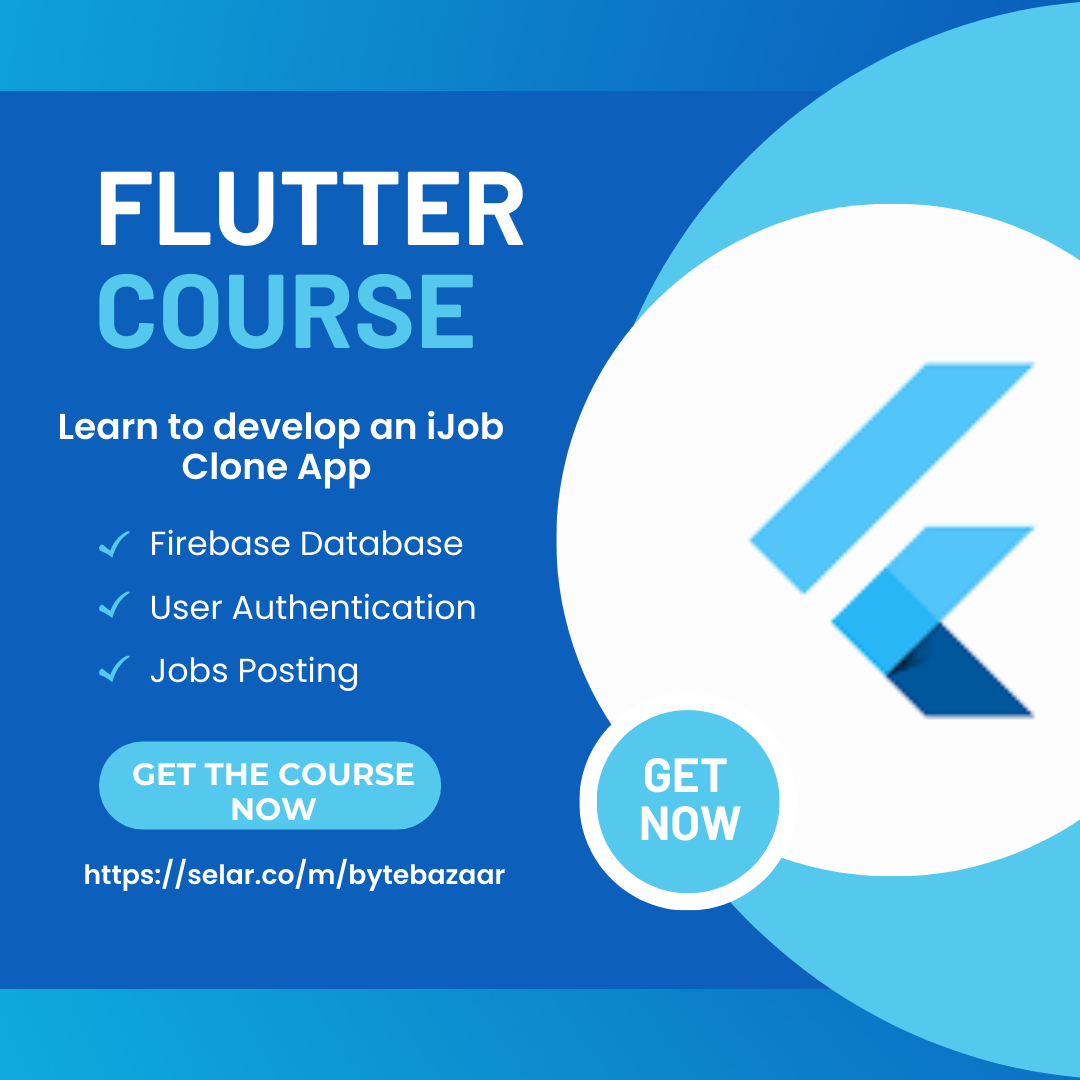 FLUTTER
COURSE
Learn to develop an iJob
Clone App
Firebase Database
User Authentication
Jobs Posting
GET THE COURSE
NOW
https://selar.co/m/bytebazaar
GET
NOW